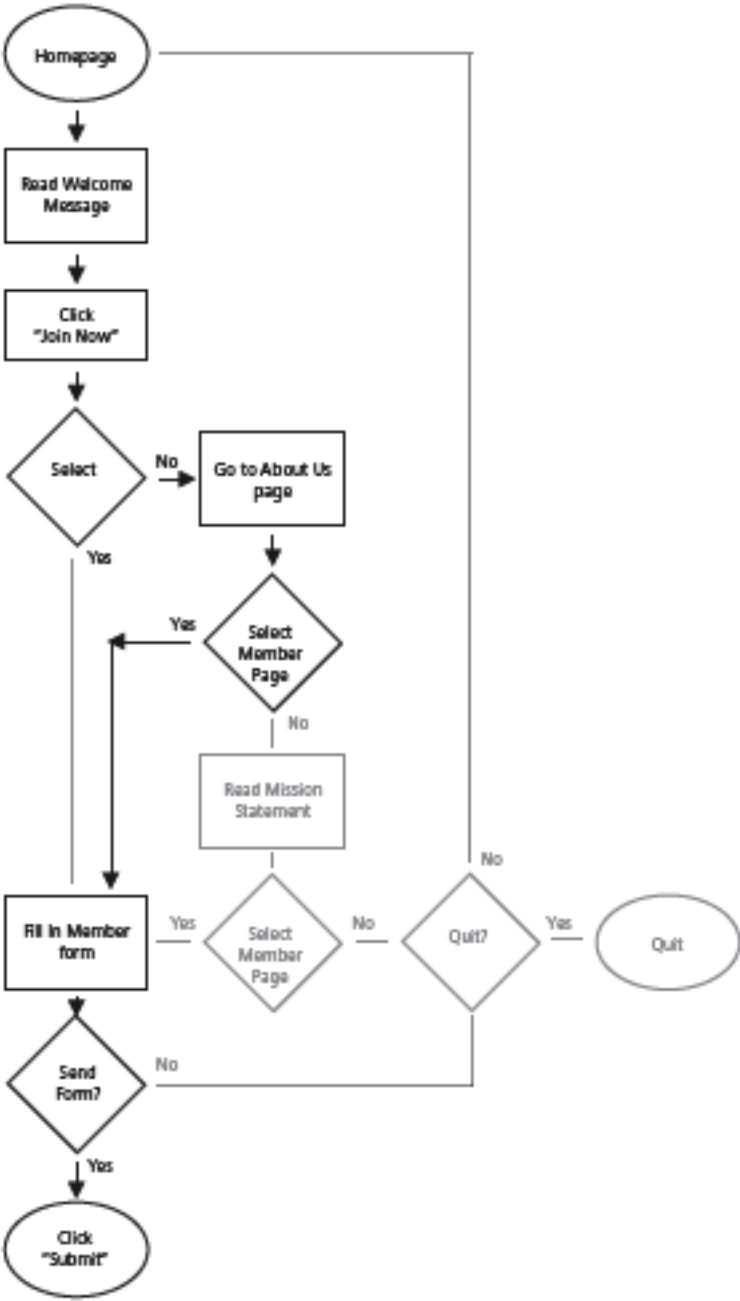 Homepage
Read Welcome
Message
Click
"Join Now"
Select
No
Go to About Us
page
Yes
Yes
Select
Member
Page
No
Read Mission
Statement
No
Fill In Member
form
Yes
Select
Member
Page
No
Quit?
Yes
Quit
Send
Form?
No
Yes
Click
"Submit"